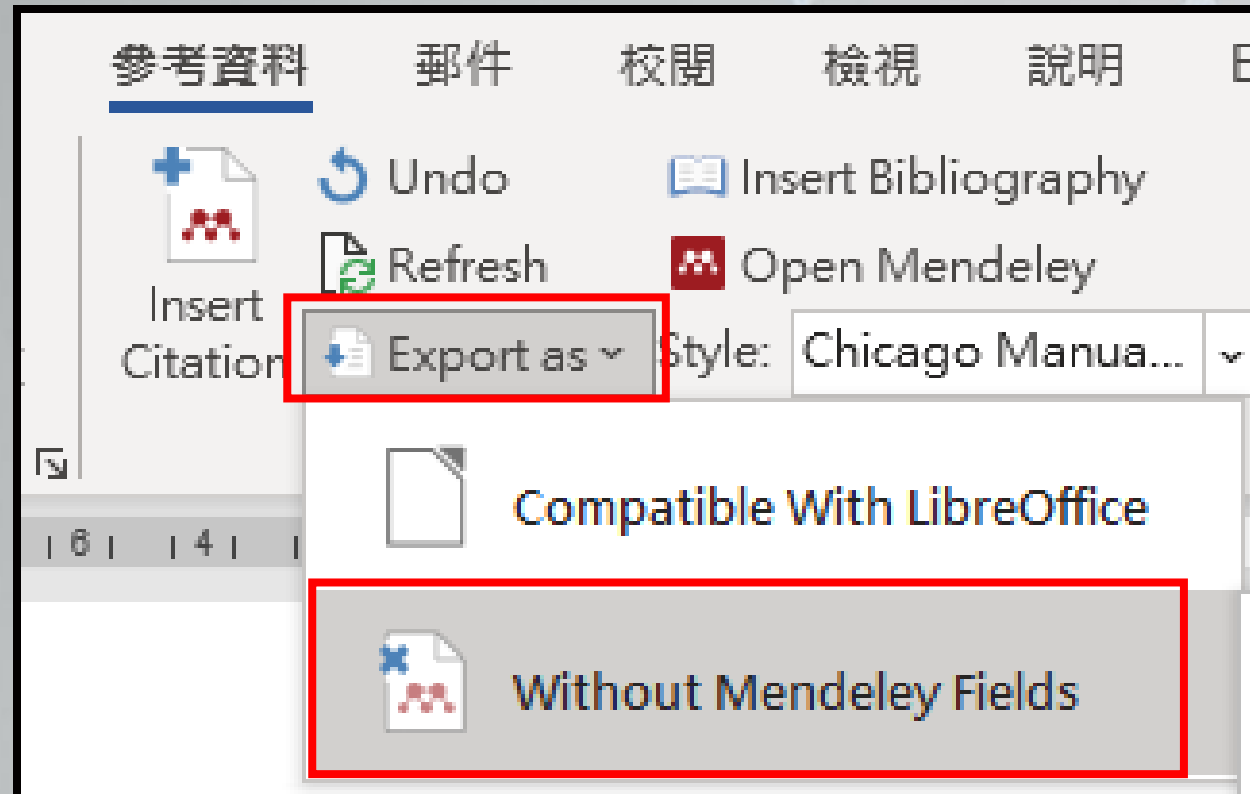 參考資料 郵件 校閱 檢視 說明
Undo Insert Bibliography
Refresh Open Mendeley
Insert
Citation Export as Style: Chicago Manua...
Compatible With LibreOffice
6 4
Without Mendeley Fields